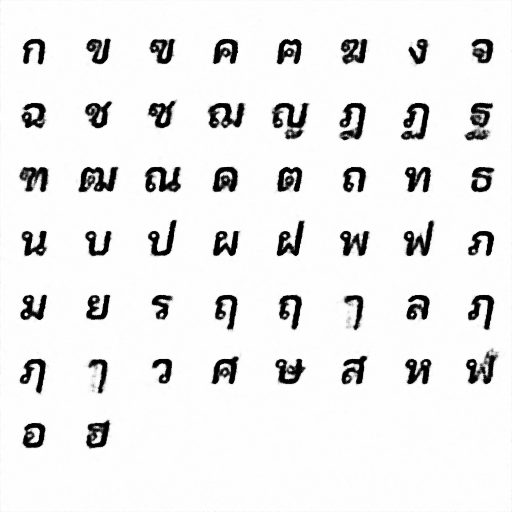 ก ข ฃ ค ฅ ฆ ง จ
ฉ ช ซ ฌ ญ ฎ ฏ ฐ
ฑ ฒ ณ ด ต ถ ท ธ
น บ ป ผ ฝ พ ฟ ภ
ม ย ร ฤ ฤ ๅ ล ฦ
ฦ ๅ ว ศ ษ ส ห ฬ
อ ฮ